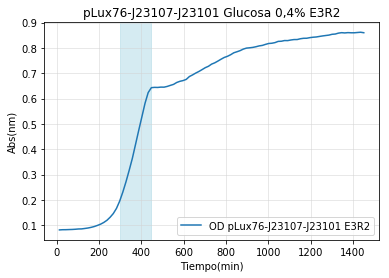 pLux76-J23107-J23101 Glucosa 0,4% E3R2
Abs(nm)
0.9
0.8
0.7
0.6
0.5
0.4
0.3
0.2
0.1
OD pLux76-J23107-J23101 E3R2
0 200 400 600 800 1000 1200 1400
Tiempo(min)